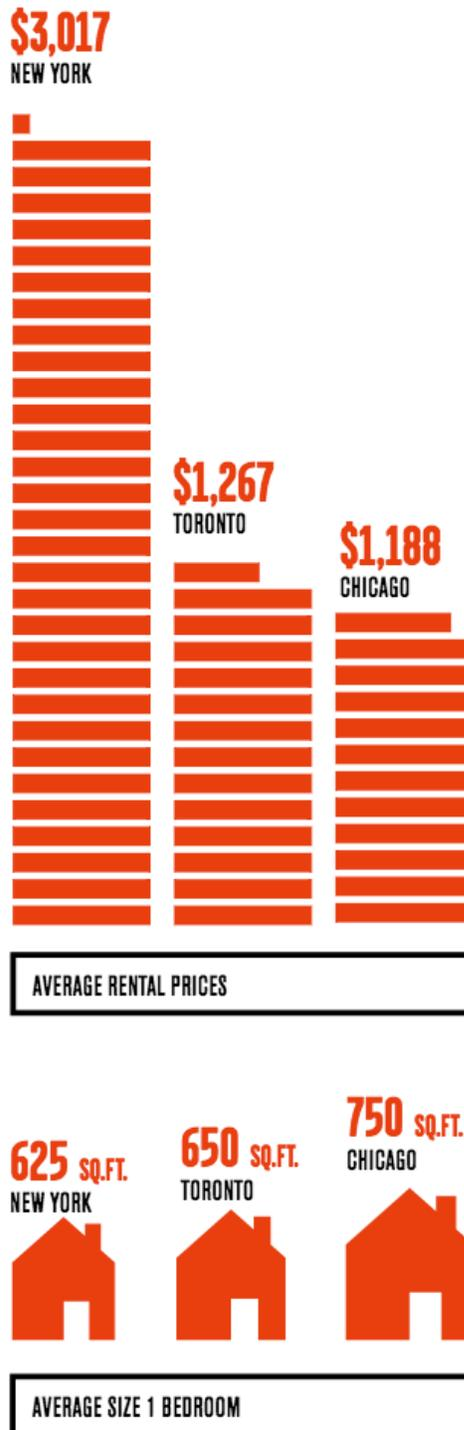 $3,017
NEW YORK
$1,267
TORONTO
$1,188
CHICAGO
AVERAGE RENTAL PRICES
625 SQ.FT.
NEW YORK
650 SQ.FT.
TORONTO
750 SQ.FT.
CHICAGO
AVERAGE SIZE 1 BEDROOM